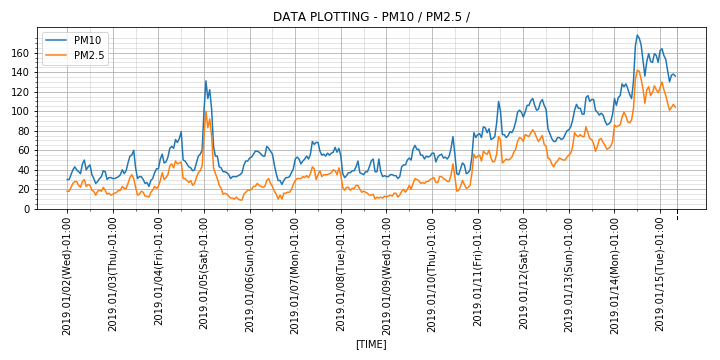 DATA PLOTTING - PM10 / PM2.5 /
PM10
PM2.5
160
140
120
100
80
60
40
20
0
2019.01/02(Wed)-01:00
2019.01/03(Thu)-01:00
2019.01/04(Fri)-01:00
2019.01/05(Sat)-01:00
2019.01/06(Sun)-01:00
2019.01/07(Mon)-01:00
2019.01/08(Tue)-01:00
2019.01/09(Wed)-01:00
2019.01/10(Thu)-01:00
2019.01/11(Fri)-01:00
2019.01/12(Sat)-01:00
2019.01/13(Sun)-01:00
2019.01/14(Mon)-01:00
2019.01/15(Tue)-01:00
-
[TIME]